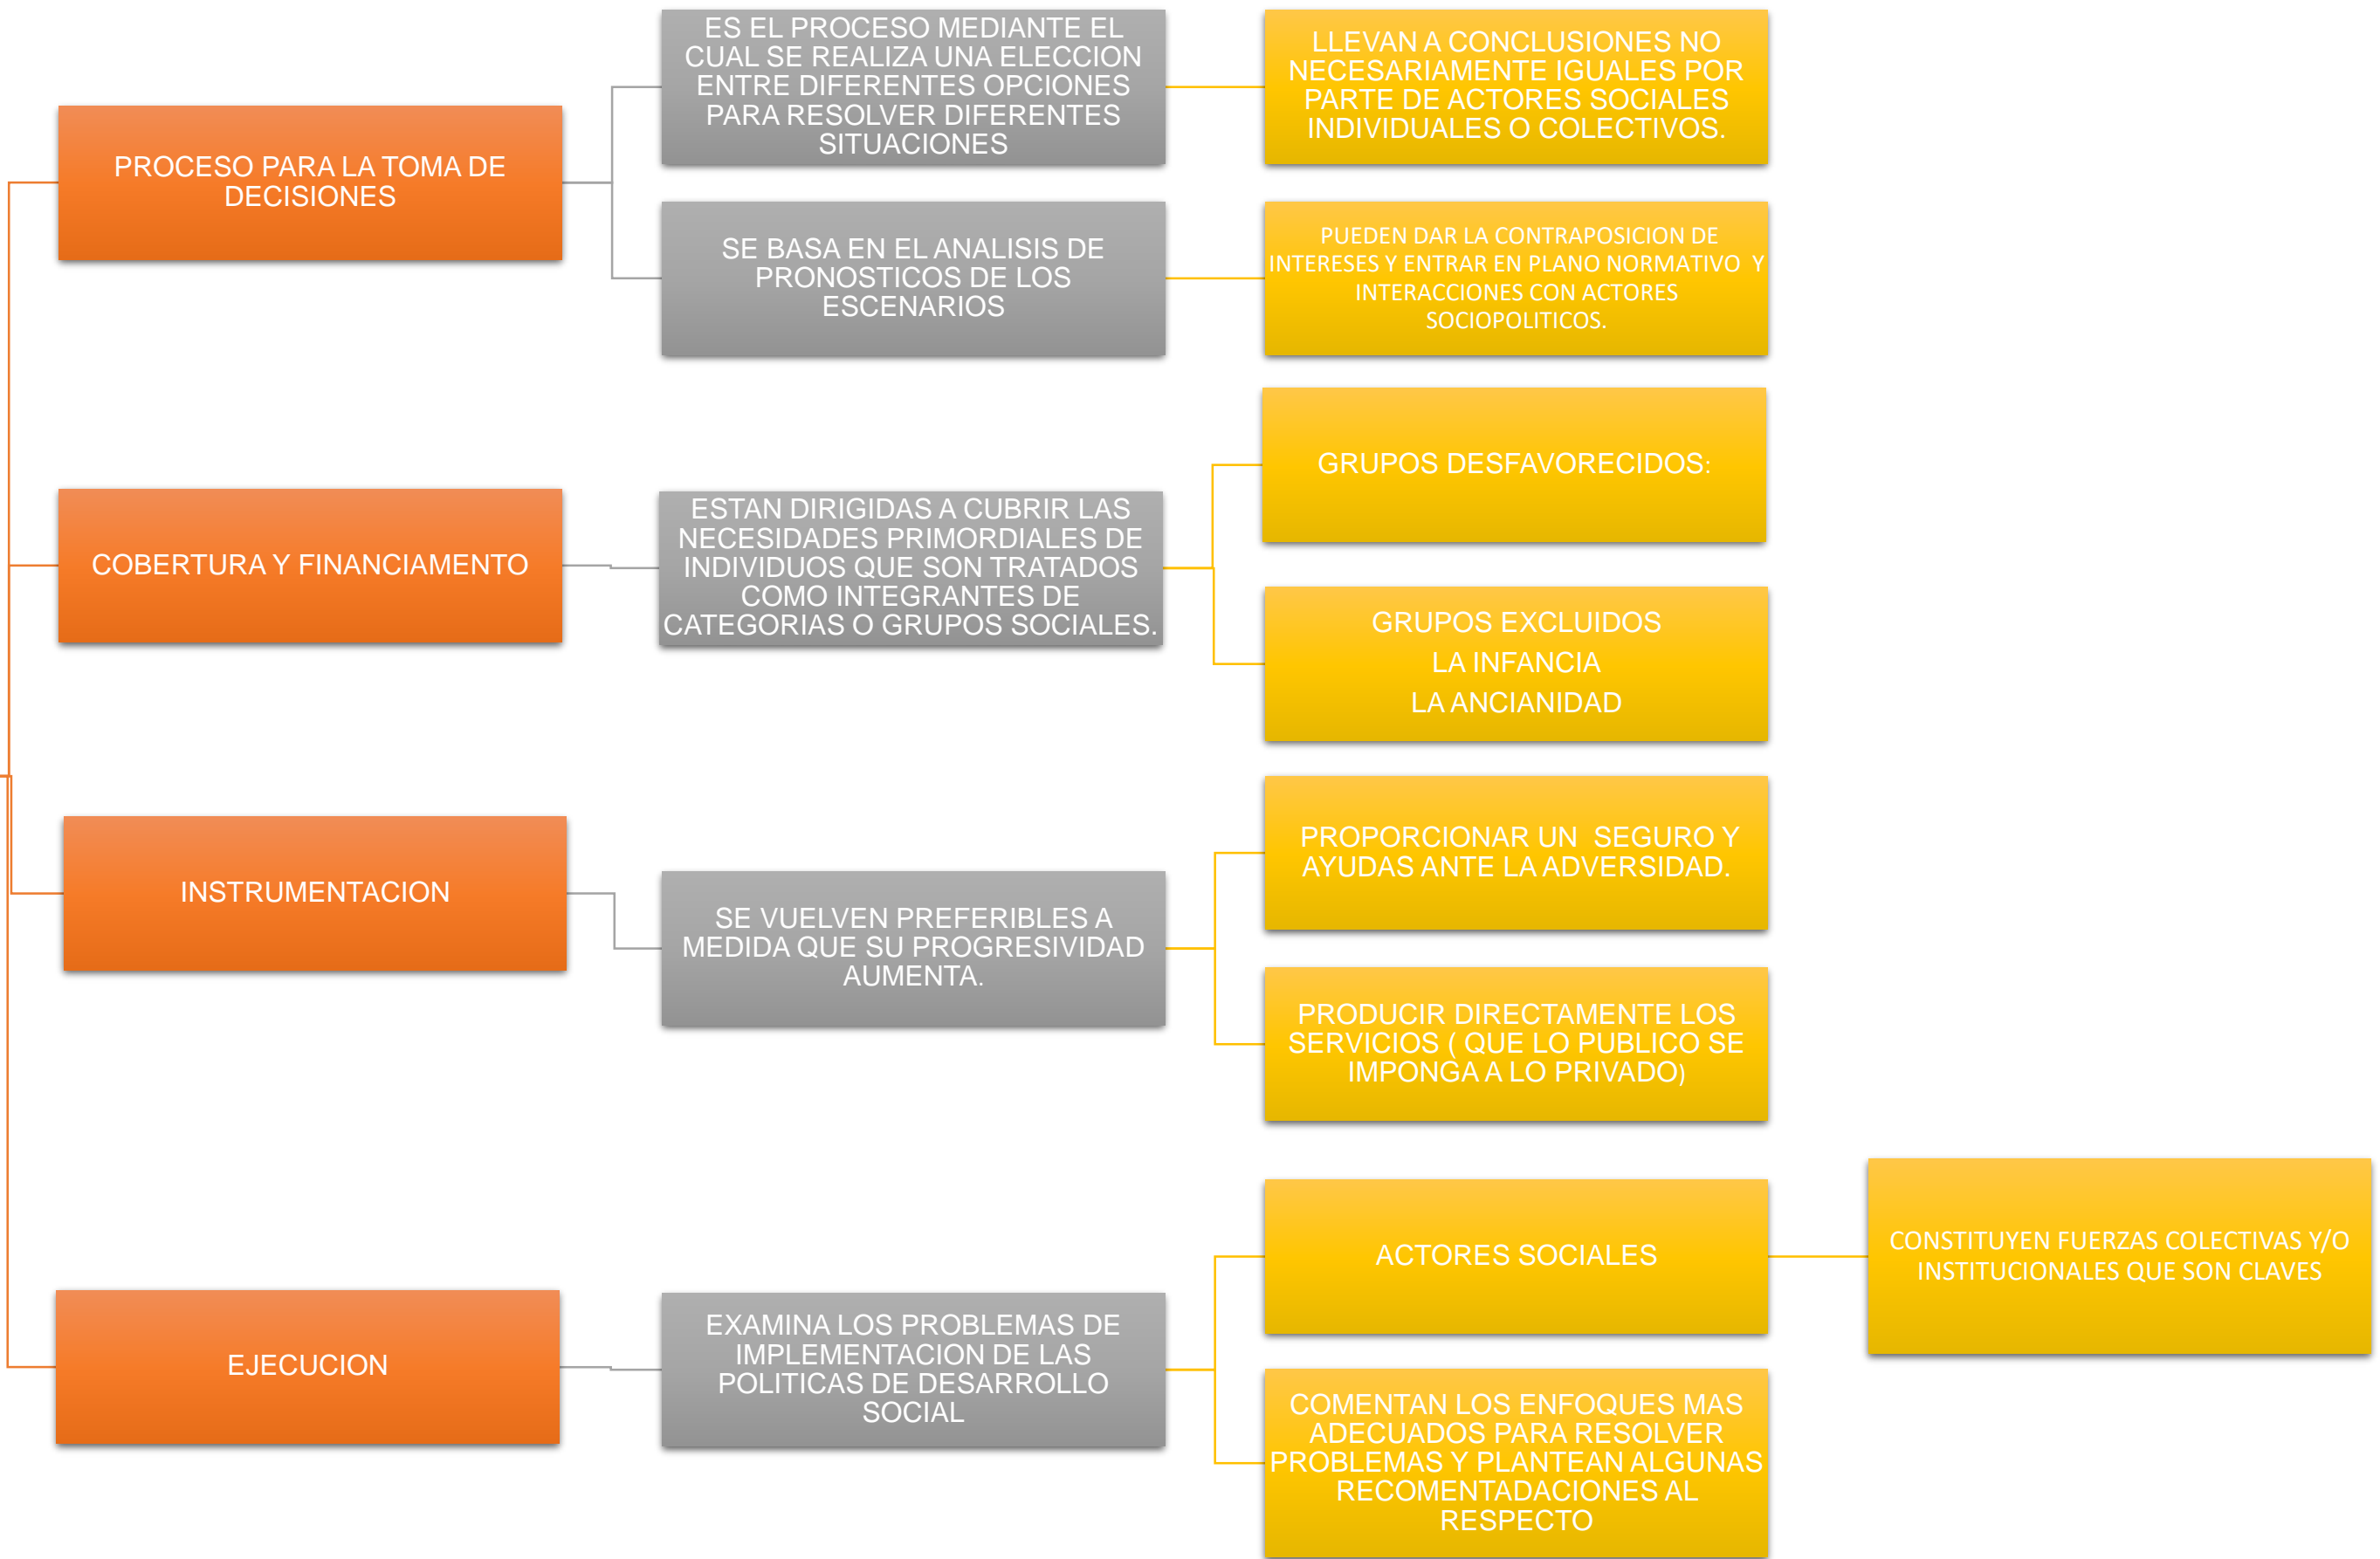 PROCESO PARA LA TOMA DE
DECISIONES
ES EL PROCESO MEDIANTE EL
CUAL SE REALIZA UNA ELECCION
ENTRE DIFERENTES OPCIONES
PARA RESOLVER DIFERENTES
SITUACIONES
LLEVAN A CONCLUSIONES NO
NECESARIAMENTE IGUALES POR
PARTE DE ACTORES SOCIALES
INDIVIDUALES O COLECTIVOS.
SE BASA EN EL ANALISIS DE
PRONOSTICOS DE LOS
ESCENARIOS
PUEDEN DAR LA CONTRAPOSICION DE
INTERESES Y ENTRAR EN PLANO NORMATIVO Y
INTERACCIONES CON ACTORES
SOCIOPOLITICOS.
COBERTURA Y FINANCIAMENTO
ESTAN DIRIGIDAS A CUBRIR LAS
NECESIDADES PRIMORDIALES DE
INDIVIDUOS QUE SON TRATADOS
COMO INTEGRANTES DE
CATEGORIAS O GRUPOS SOCIALES.
GRUPOS DESFAVORECIDOS:
GRUPOS EXCLUIDOS
LA INFANCIA
LA ANCIANIDAD
INSTRUMENTACION
SE VUELVEN PREFERIBLES A
MEDIDA QUE SU PROGRESIVIDAD
AUMENTA.
PROPORCIONAR UN SEGURO Y
AYUDAS ANTE LA ADVERSIDAD.
PRODUCIR DIRECTAMENTE LOS
SERVICIOS ( QUE LO PUBLICO SE
IMPONGA A LO PRIVADO)
EJECUCION
EXAMINA LOS PROBLEMAS DE
IMPLEMENTACION DE LAS
POLITICAS DE DESARROLLO
SOCIAL
ACTORES SOCIALES
CONSTITUYEN FUERZAS COLECTIVAS Y/O
INSTITUCIONALES QUE SON CLAVES
COMENTAN LOS ENFOQUES MAS
ADECUADOS PARA RESOLVER
PROBLEMAS Y PLANTEAN ALGUNAS
RECOMENTADACIONES AL
RESPECTO